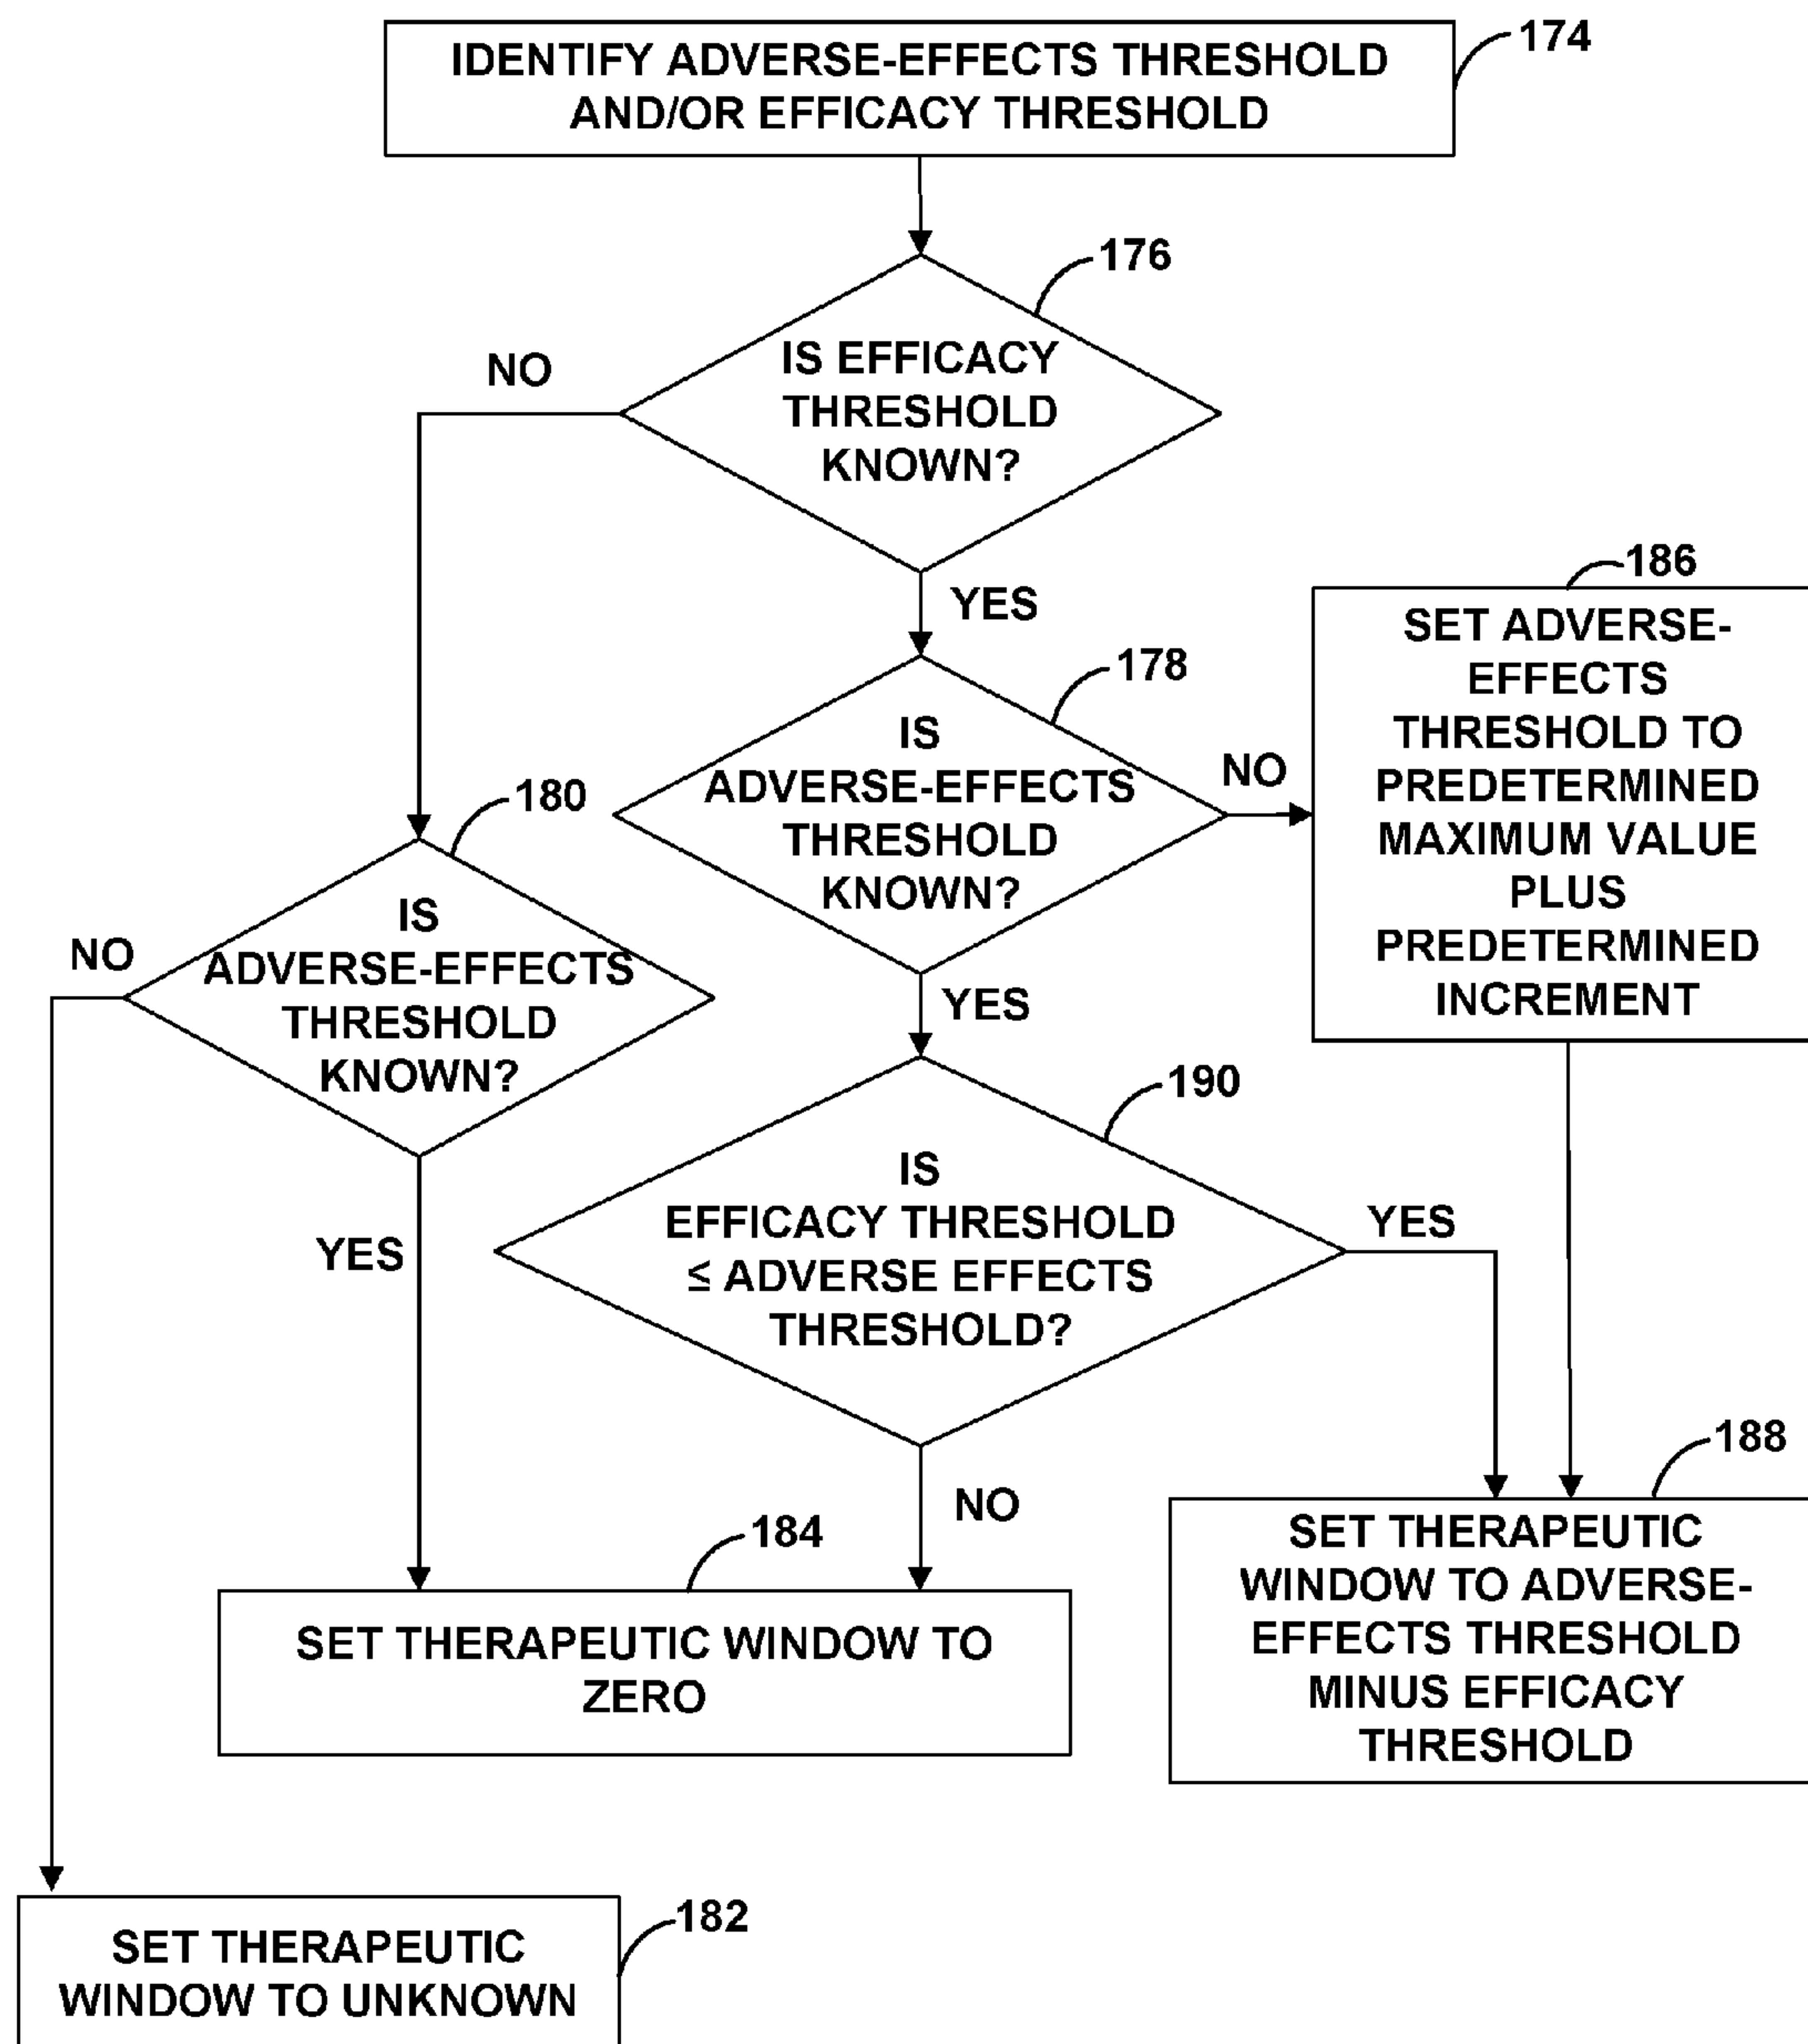 IDENTIFY ADVERSE-EFFECTS THRESHOLD
AND/OR EFFICACY THRESHOLD
174
176
IS EFFICACY
THRESHOLD
KNOWN?
NO
YES
186
SET ADVERSE-
EFFECTS
THRESHOLD TO
PREDETERMINED
MAXIMUM VALUE
PLUS
PREDETERMINED
INCREMENT
178
IS
ADVERSE-EFFECTS
THRESHOLD
KNOWN?
NO
YES
180
IS
ADVERSE-EFFECTS
THRESHOLD
KNOWN?
NO
YES
190
IS
EFFICACY THRESHOLD
≤ ADVERSE EFFECTS
THRESHOLD?
YES
NO
188
SET THERAPEUTIC
WINDOW TO ADVERSE-
EFFECTS THRESHOLD
MINUS EFFICACY
THRESHOLD
184
SET THERAPEUTIC WINDOW TO
ZERO
182
SET THERAPEUTIC
WINDOW TO UNKNOWN